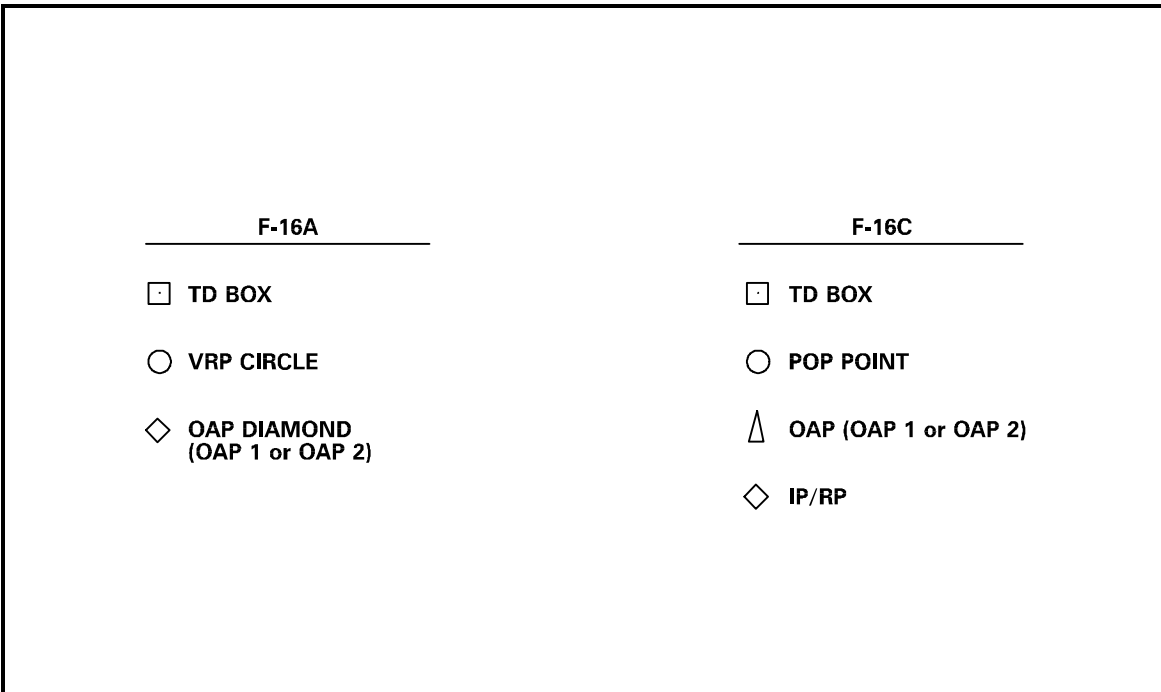 F-16A
TD BOX
VRP CIRCLE
OAP DIAMOND
(OAP 1 or OAP 2)
F-16C
TD BOX
POP POINT
OAP (OAP 1 or OAP 2)
IP/RP